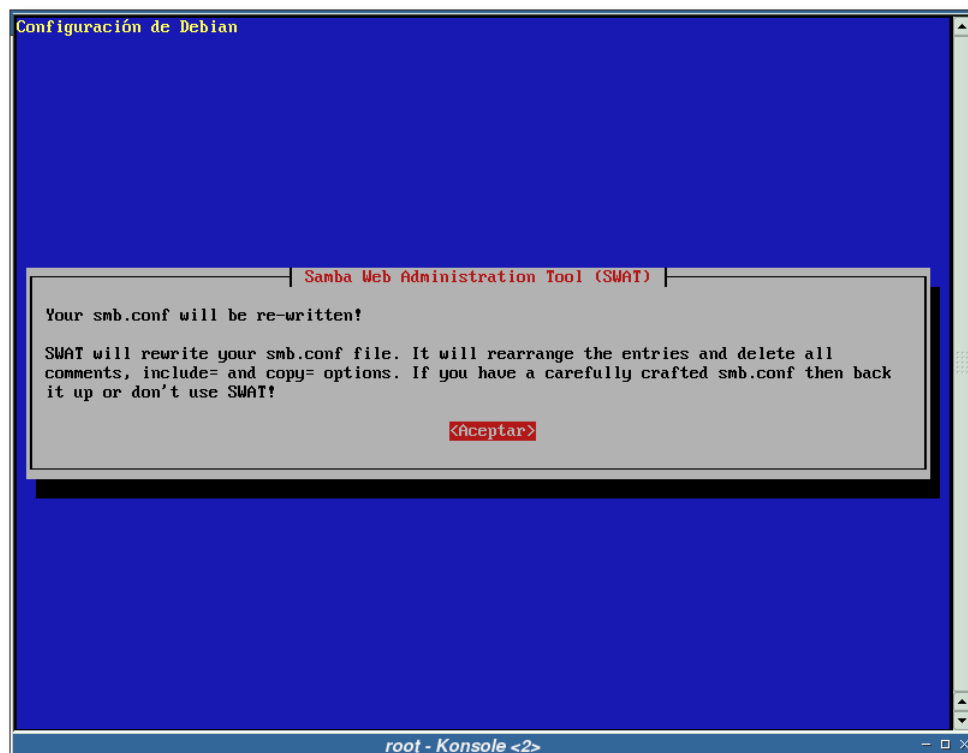 Configuración de Debian
Samba Web Administration Tool (SWAT)
Your smb.conf will be re-written!
SWAT will rewrite your smb.conf file. It will rearrange the entries and delete all
comments, include= and copy= options. If you have a carefully crafted smb.conf then back
it up or don't use SWAT!
<Aceptar>
root - Konsole <2>